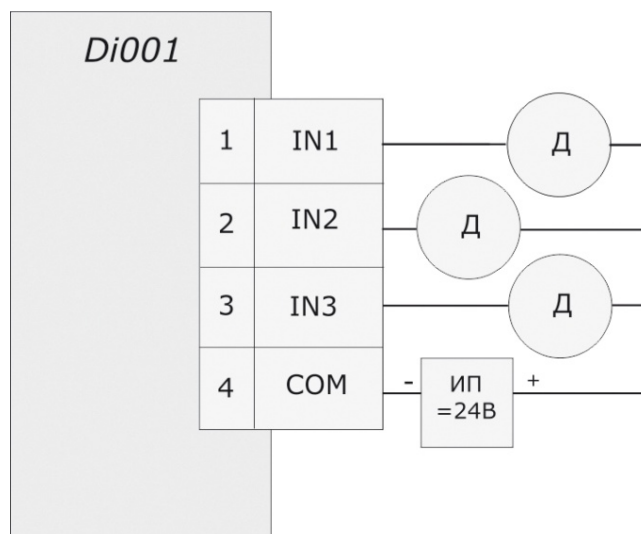 Di001
1 IN1 Д
2 IN2 Д
3 IN3 Д
4 COM - ИП +
=24В